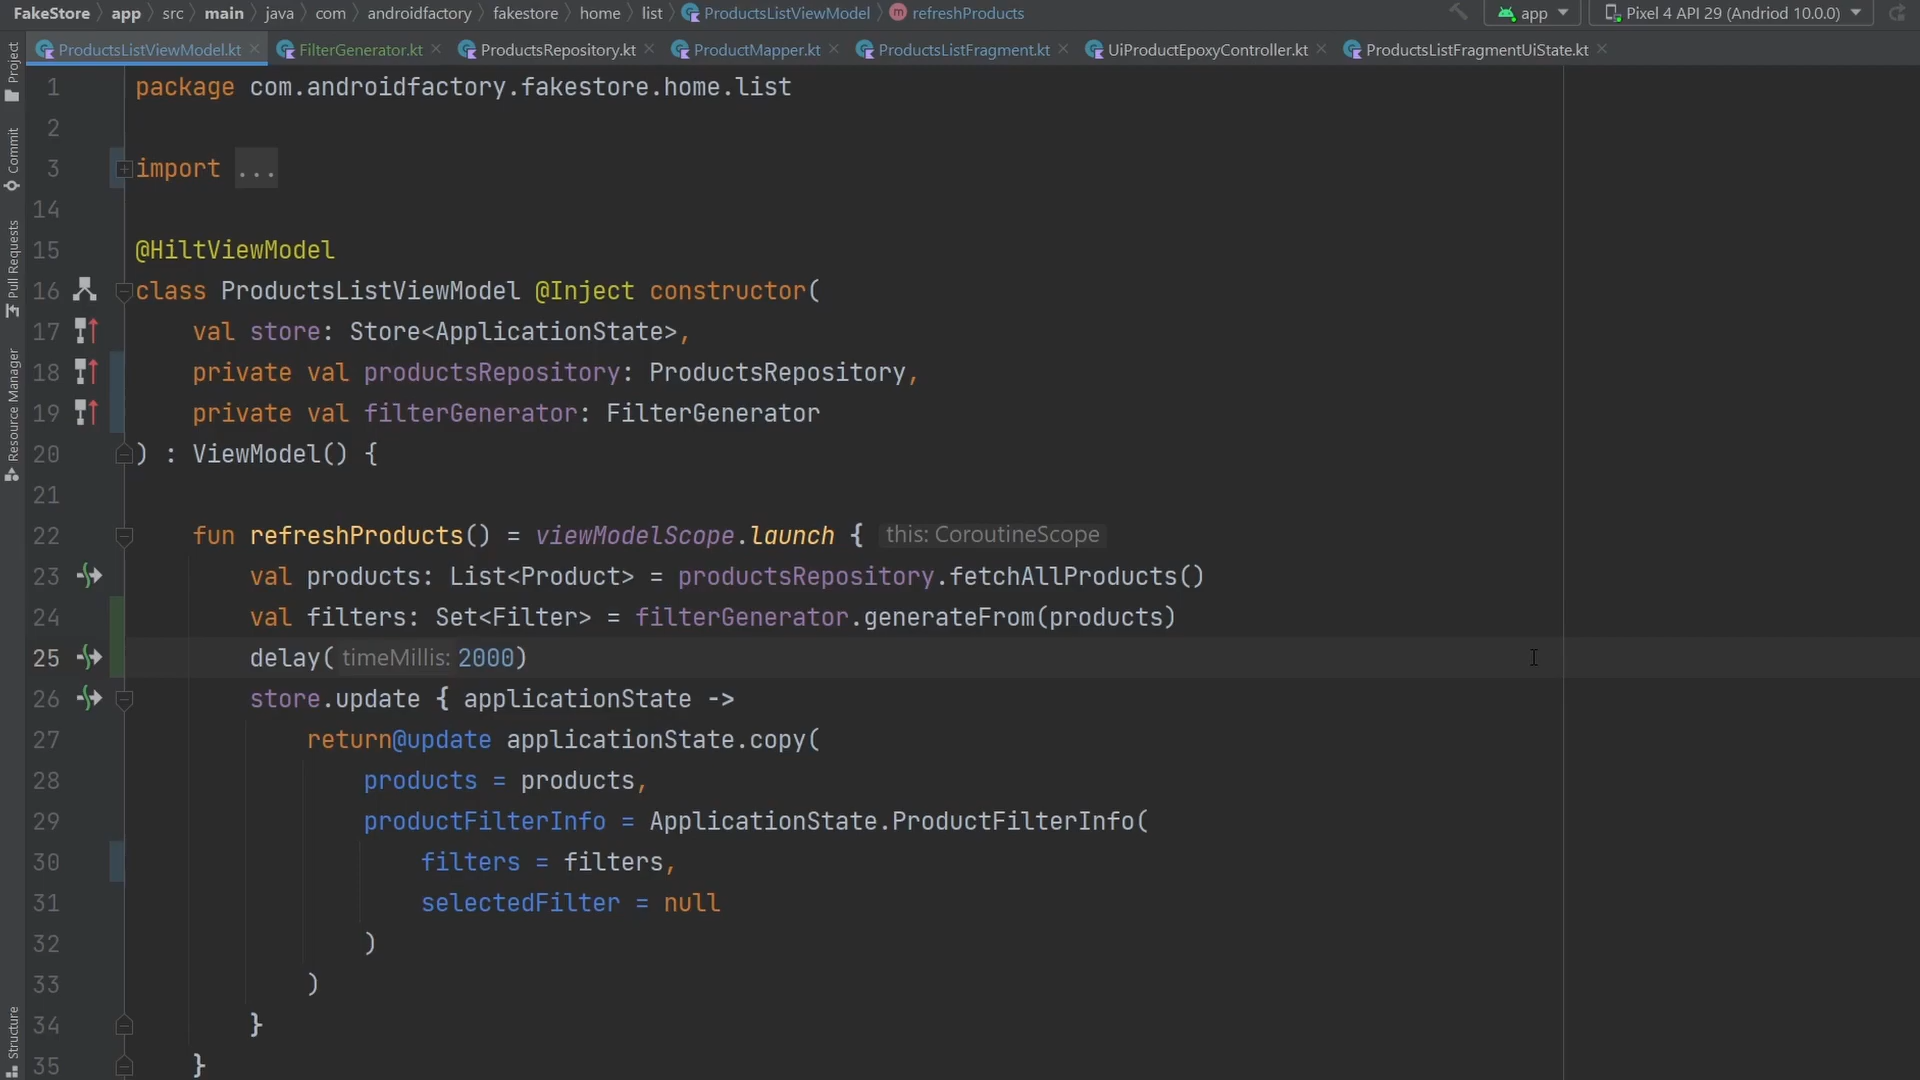 FakeStore app src main java com androidfactory fakestore home list ProductsListViewModel refreshProducts app Pixel 4 API 29 (Andriod 10.0.0)
ProductsListViewModel.kt FilterGenerator.kt ProductsRepository.kt ProductMapper.kt ProductsListFragment.kt UiProductEpoxyController.kt ProductsListFragmentUiState.kt
Project
Commit
Pull Requests
Resource Manager
Structure
1 package com.androidfactory.fakestore.home.list
2
3 import ...
14
15 @HiltViewModel
16 class ProductsListViewModel @Inject constructor(
17 val store: Store<ApplicationState>,
18 private val productsRepository: ProductsRepository,
19 private val filterGenerator: FilterGenerator
20 ) : ViewModel() {
21
22 fun refreshProducts() = viewModelScope.launch { this: CoroutineScope
23 val products: List<Product> = productsRepository.fetchAllProducts()
24 val filters: Set<Filter> = filterGenerator.generateFrom(products)
25 delay( timeMillis: 2000)
26 store.update { applicationState ->
27 return@update applicationState.copy(
28 products = products,
29 productFilterInfo = ApplicationState.ProductFilterInfo(
30 filters = filters,
31 selectedFilter = null
32 )
33 )
34 }
35 }